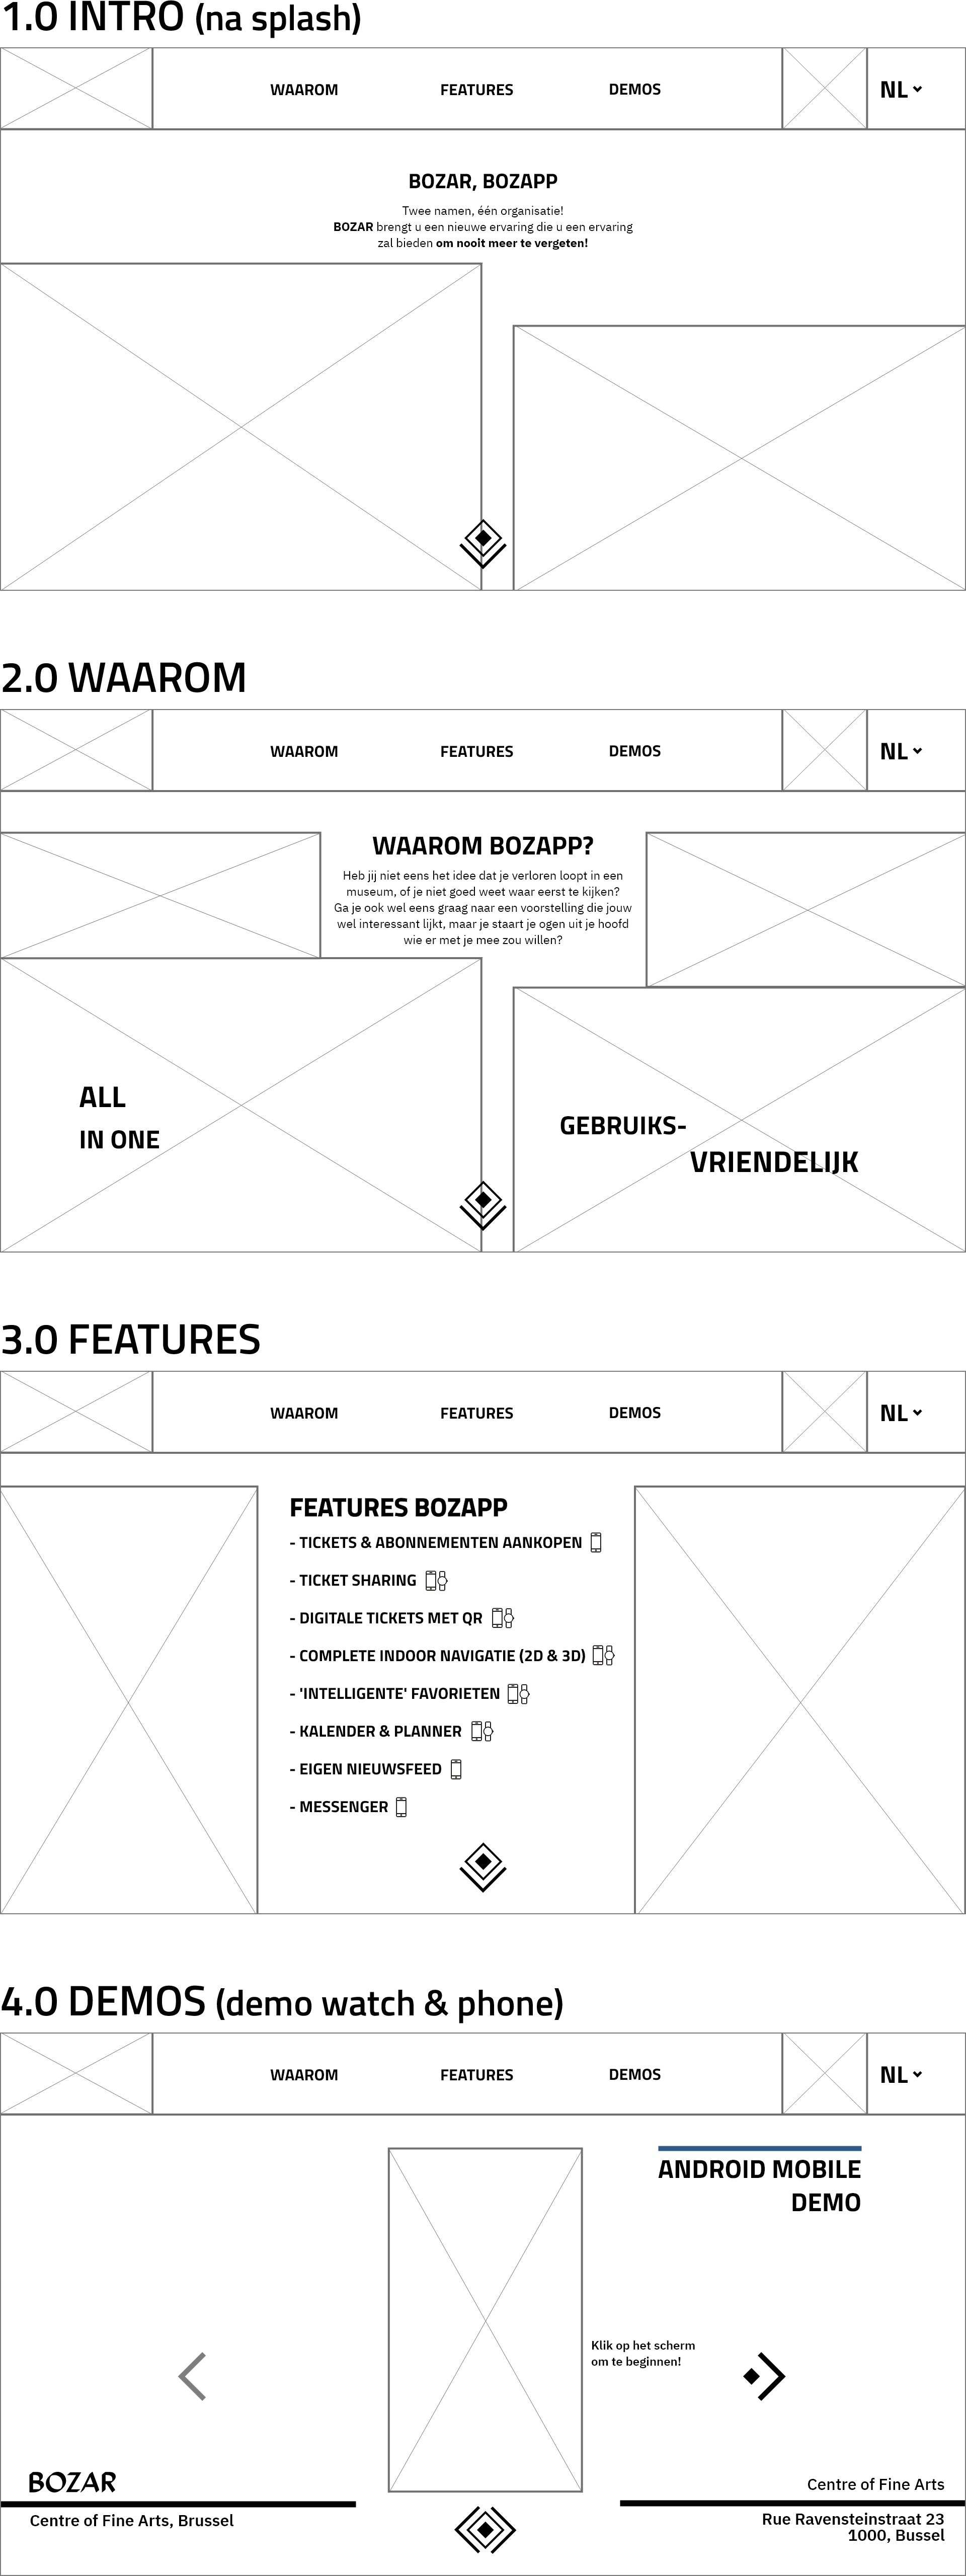 1.0 INTRO (na splash)
WAAROM FEATURES DEMOS NL
BOZAR, BOZAPP
Twee namen, één organisatie!
BOZAR brengt u een nieuwe ervaring die u een ervaring
zal bieden om nooit meer te vergeten!
2.0 WAAROM
WAAROM FEATURES DEMOS NL
WAAROM BOZAPP?
Heb jij niet eens het idee dat je verloren loopt in een
museum, of je niet goed weet waar eerst te kijken?
Ga je ook wel eens graag naar een voorstelling die jouw
wel interessant lijkt, maar je staart je ogen uit je hoofd
wie er met je mee zou willen?
ALL
IN ONE
GEBRUIKS-
VRIENDELIJK
3.0 FEATURES
WAAROM FEATURES DEMOS NL
FEATURES BOZAPP
- TICKETS & ABONNEMENTEN AANKOPEN
- TICKET SHARING
- DIGITALE TICKETS MET QR
- COMPLETE INDOOR NAVIGATIE (2D & 3D)
- 'INTELLIGENTE' FAVORIETEN
- KALENDER & PLANNER
- EIGEN NIEUWSFEED
- MESSENGER
4.0 DEMOS (demo watch & phone)
WAAROM FEATURES DEMOS NL
ANDROID MOBILE
DEMO
Klik op het scherm
om te beginnen!
BOZAR
Centre of Fine Arts, Brussel
Centre of Fine Arts
Rue Ravensteinstraat 23
1000, Bussel